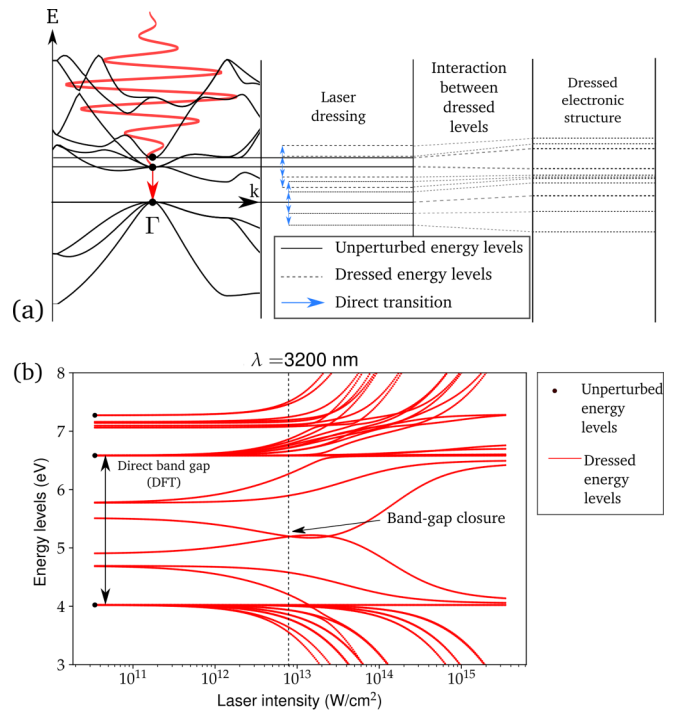 E
Laser
dressing
Interaction
between
dressed
levels
Dressed
electronic
structure
k
Γ
Unperturbed energy levels
Dressed energy levels
Direct transition
(a)
(b)
λ =3200 nm
8
7
6
5
4
3
Energy levels (eV)
Direct band gap
(DFT)
Band-gap closure
10¹¹
10¹²
10¹³
10¹⁴
10¹⁵
Laser intensity (W/cm²)
Unperturbed
energy
levels
Dressed
energy
levels